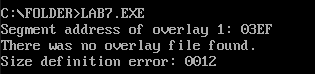 C:\FOLDER>LAB7.EXE
Segment address of overlay 1: 03EF
There was no overlay file found.
Size definition error: 0012